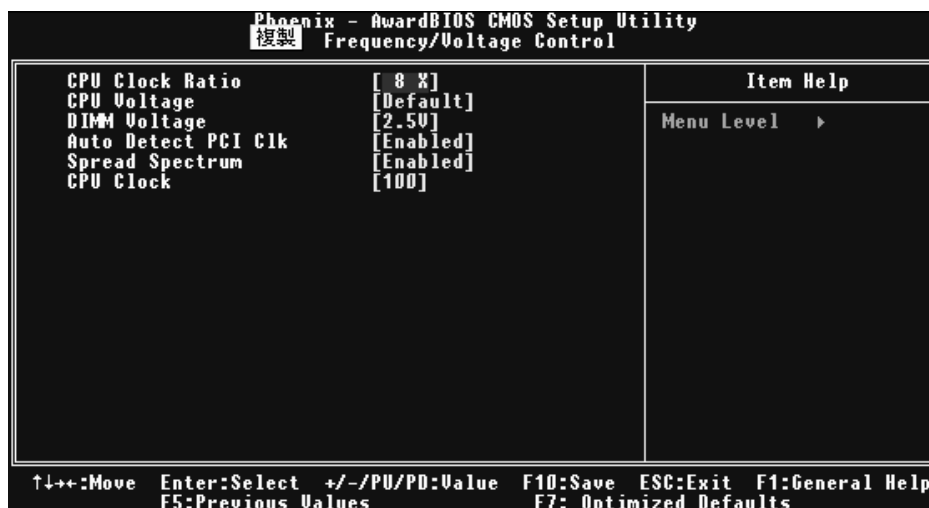 Phoenix - AwardBIOS CMOS Setup Utility
複製
Frequency/Voltage Control
CPU Clock Ratio [ 8 X]
CPU Voltage [Default]
DIMM Voltage [2.5V]
Auto Detect PCI Clk [Enabled]
Spread Spectrum [Enabled]
CPU Clock [100]
Item Help
Menu Level ▸
↑↓→←:Move Enter:Select +/-/PU/PD:Value F10:Save ESC:Exit F1:General Help
F5:Previous Values F7: Optimized Defaults